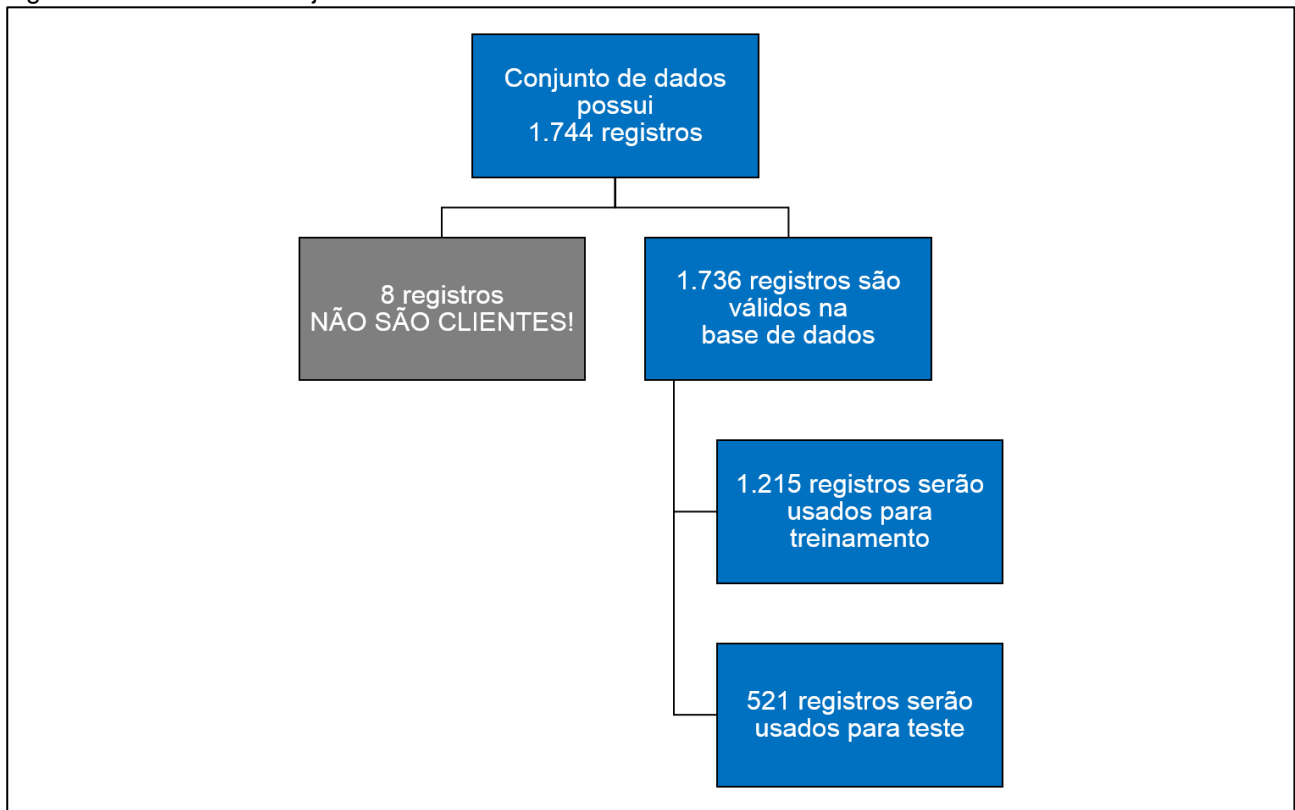 Conjunto de dados
possui
1.744 registros
8 registros
NÃO SÃO CLIENTES!
1.736 registros são
válidos na
base de dados
1.215 registros serão
usados para
treinamento
521 registros serão
usados para teste